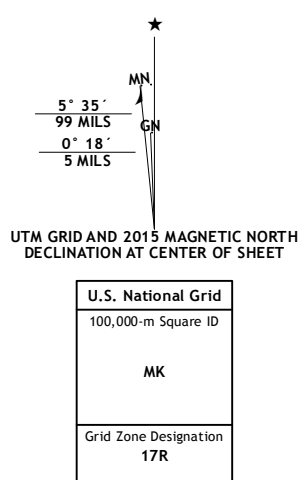 ★
MN
5° 35´
99 MILS
GN
0° 18´
5 MILS
UTM GRID AND 2015 MAGNETIC NORTH
DECLINATION AT CENTER OF SHEET
U.S. National Grid
100,000-m Square ID
MK
Grid Zone Designation
17R